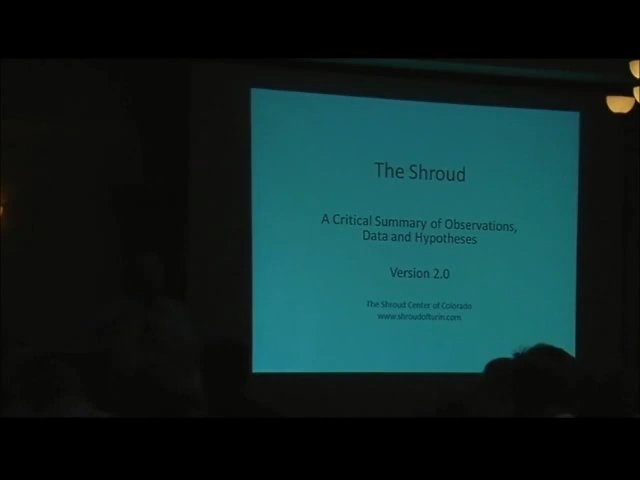 The Shroud
A Critical Summary of Observations,
Data and Hypotheses
Version 2.0
The Shroud Center of Colorado
www.shroudofturin.com